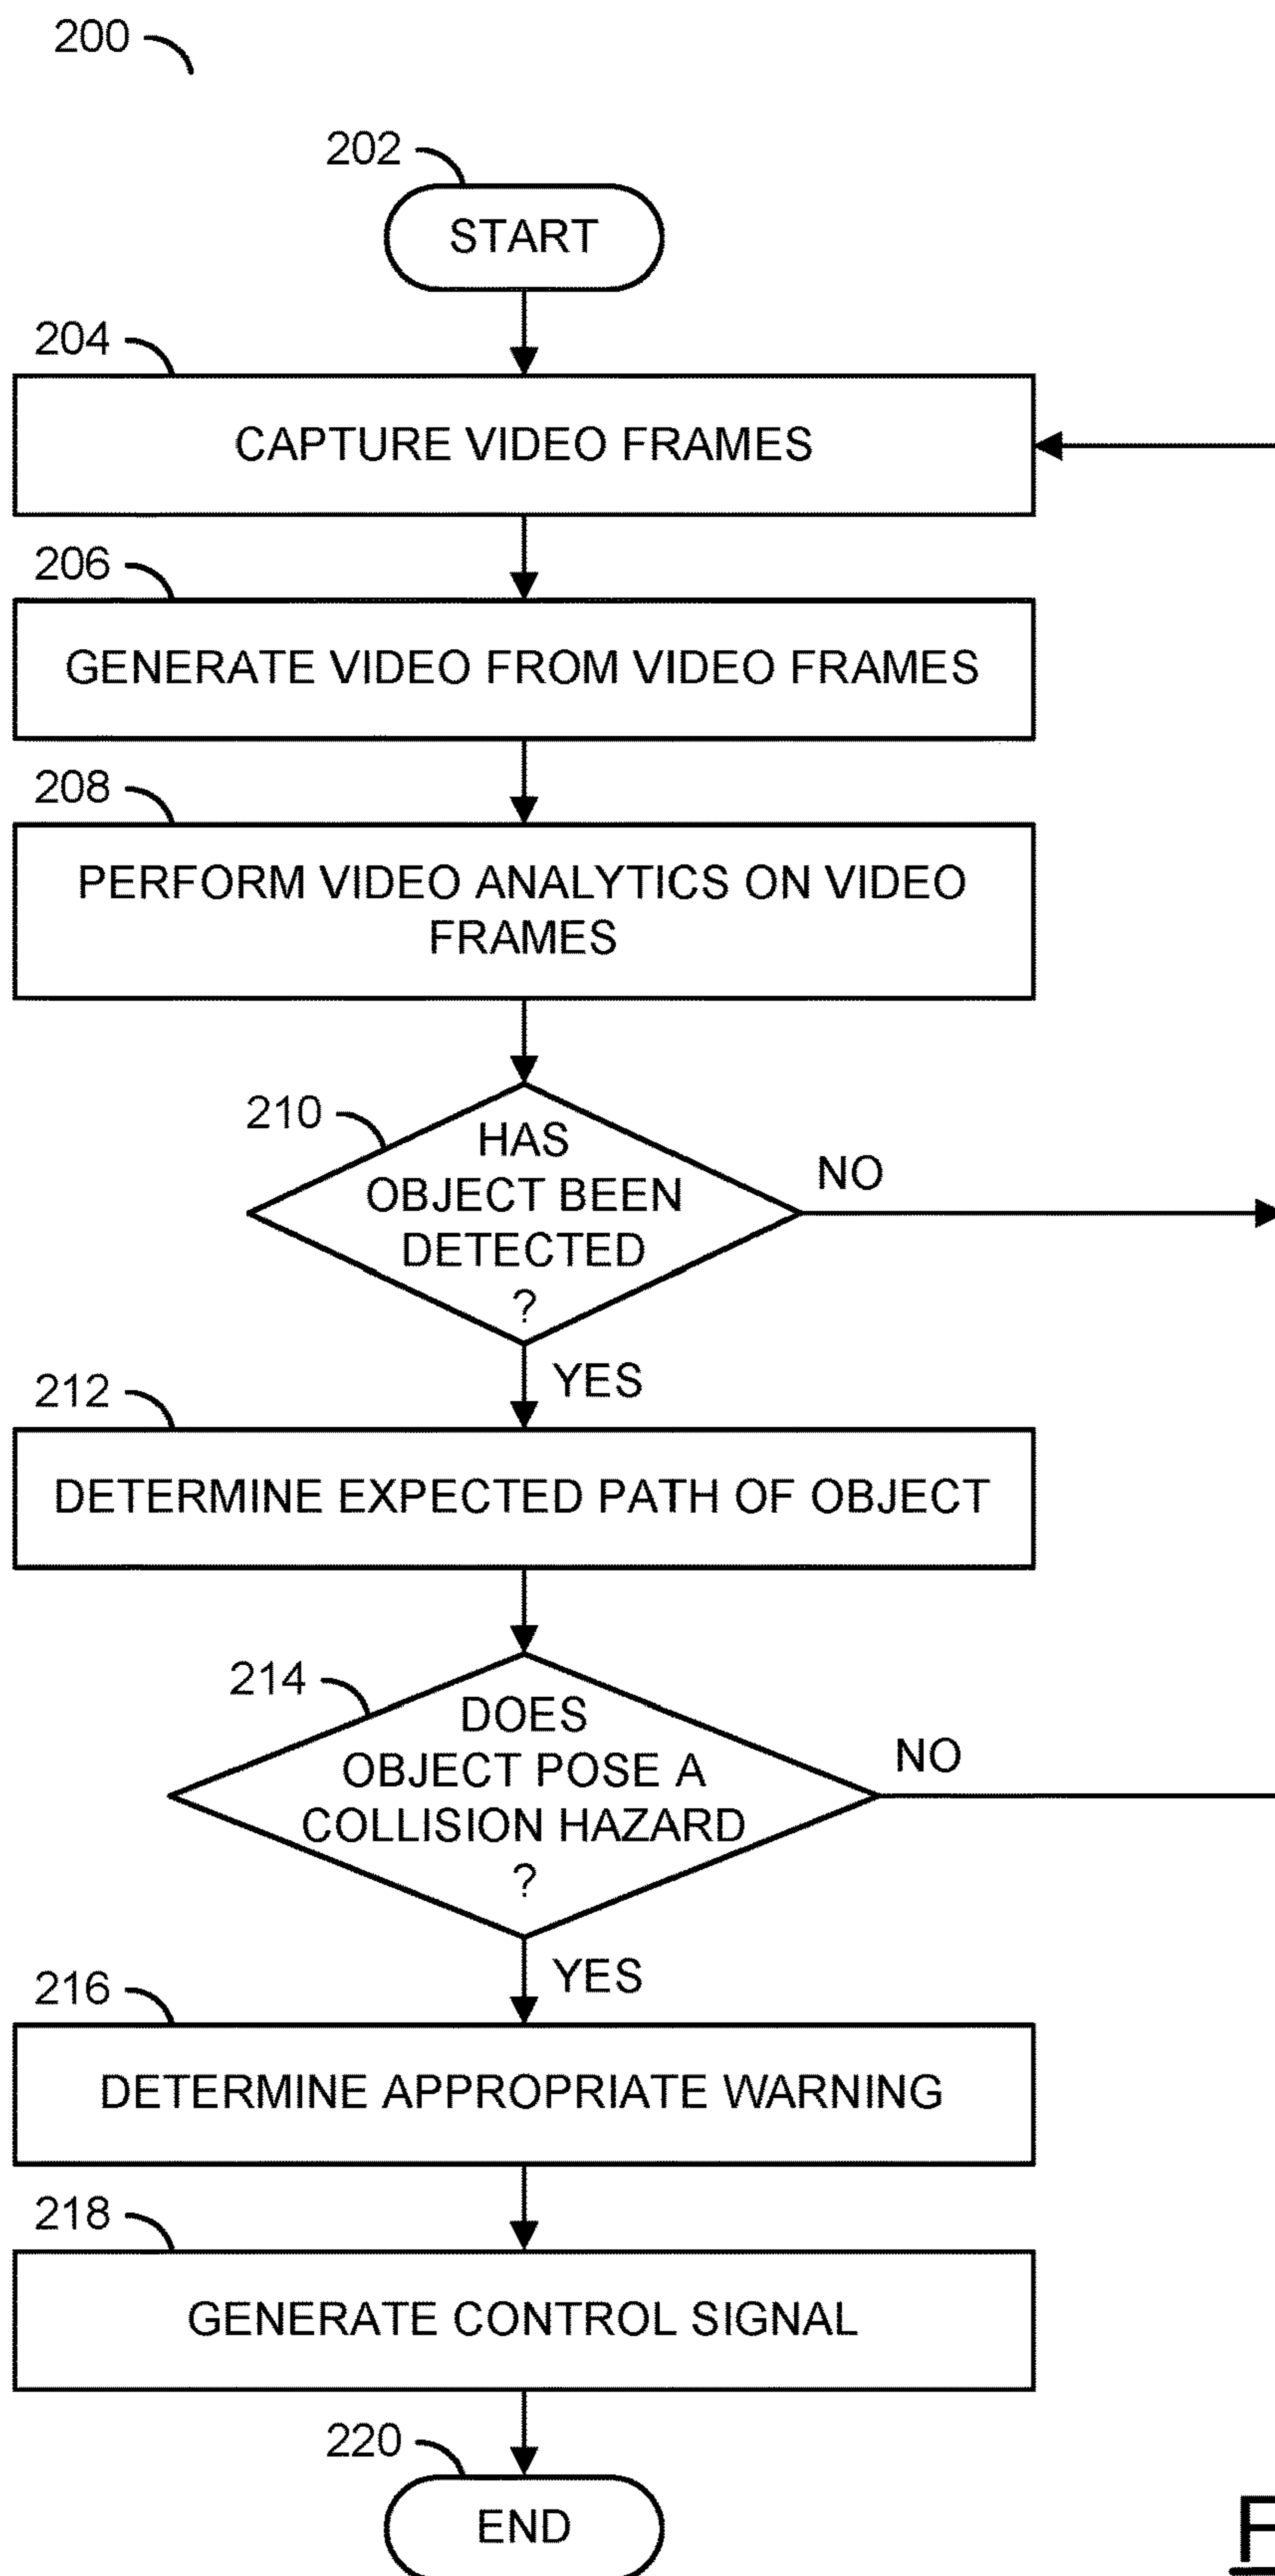 200
202
START
204
CAPTURE VIDEO FRAMES
206
GENERATE VIDEO FROM VIDEO FRAMES
208
PERFORM VIDEO ANALYTICS ON VIDEO
FRAMES
210
HAS
OBJECT BEEN
DETECTED
?
NO
YES
212
DETERMINE EXPECTED PATH OF OBJECT
214
DOES
OBJECT POSE A
COLLISION HAZARD
?
NO
YES
216
DETERMINE APPROPRIATE WARNING
218
GENERATE CONTROL SIGNAL
220
END